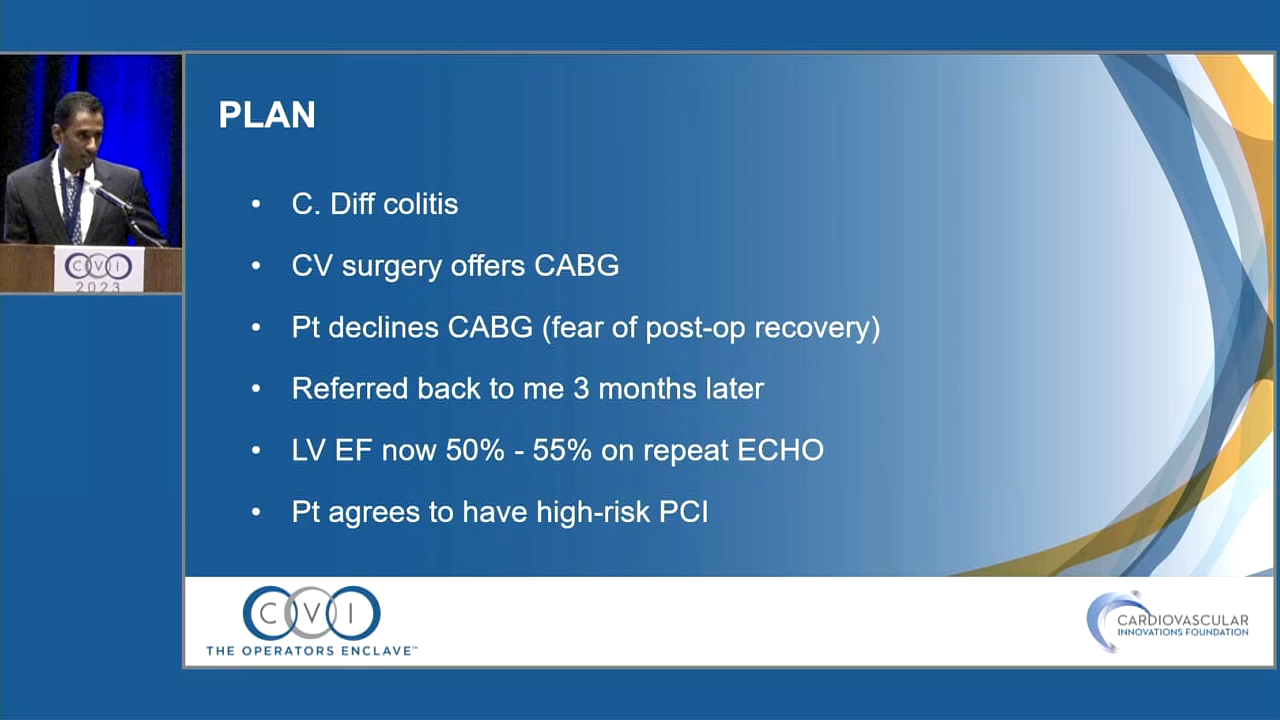 PLAN
• C. Diff colitis
• CV surgery offers CABG
• Pt declines CABG (fear of post-op recovery)
• Referred back to me 3 months later
• LV EF now 50% - 55% on repeat ECHO
• Pt agrees to have high-risk PCI
CVI
2023
CVI
THE OPERATORS ENCLAVE™
CARDIOVASCULAR
INNOVATIONS FOUNDATION